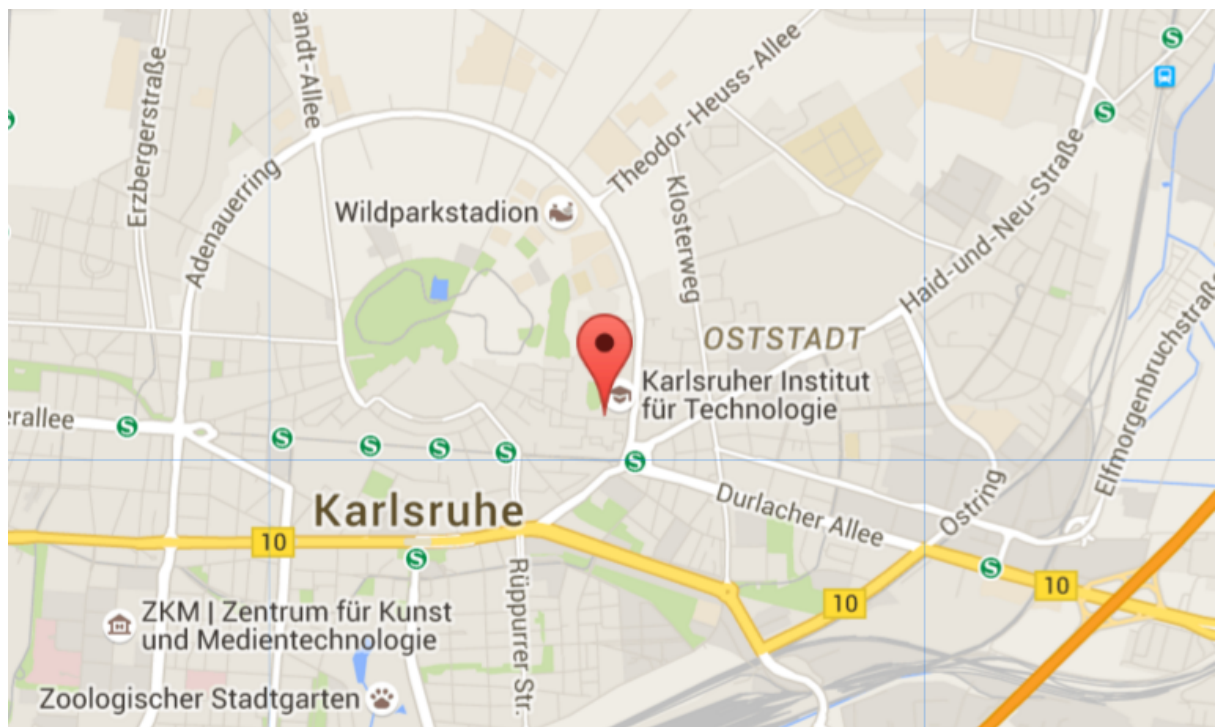 andt-Allee
Erzbergerstraße
Adenauerring
Theodor-Heuss-Allee
Wildparkstadion
Klosterweg
Haid-und-Neu-Straße
OSTSTADT
Karlsruher Institut
für Technologie
Elfmorgenbruchstraße
erallee
S
S
S
S
S
S
S
S
S
S
Karlsruhe
Durlacher Allee
Ostring
10
10
10
Rüppurrer Str.
ZKM | Zentrum für Kunst
und Medientechnologie
Zoologischer Stadtgarten